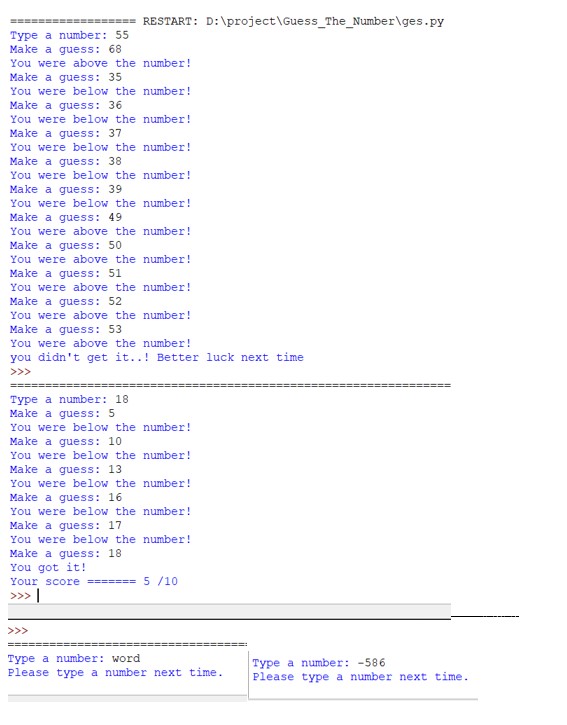 ================== RESTART: D:\project\Guess_The_Number\ges.py
Type a number: 55
Make a guess: 68
You were above the number!
Make a guess: 35
You were below the number!
Make a guess: 36
You were below the number!
Make a guess: 37
You were below the number!
Make a guess: 38
You were below the number!
Make a guess: 39
You were below the number!
Make a guess: 49
You were above the number!
Make a guess: 50
You were above the number!
Make a guess: 51
You were above the number!
Make a guess: 52
You were above the number!
Make a guess: 53
You were above the number!
you didn't get it..! Better luck next time
>>>
===============================================================
Type a number: 18
Make a guess: 5
You were below the number!
Make a guess: 10
You were below the number!
Make a guess: 13
You were below the number!
Make a guess: 16
You were below the number!
Make a guess: 17
You were below the number!
Make a guess: 18
You got it!
Your score ======= 5 /10
>>>
>>>
==================================
Type a number: word
Please type a number next time.
Type a number: -586
Please type a number next time.